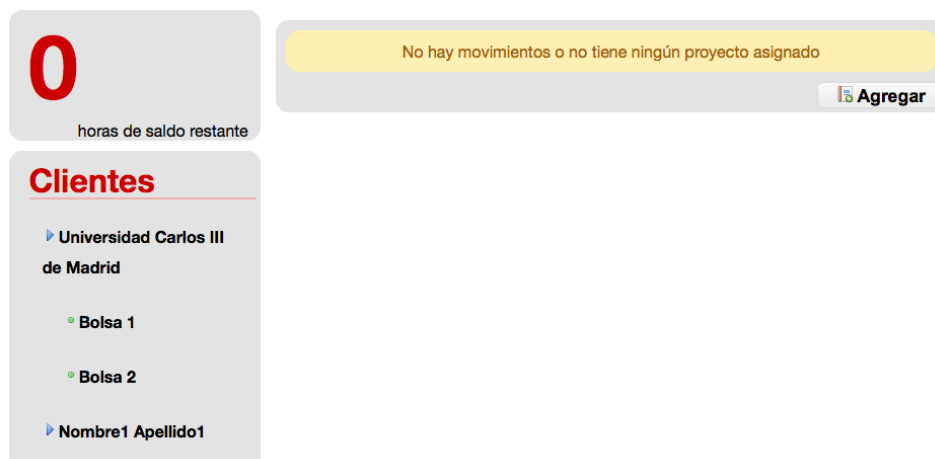 0
horas de saldo restante
No hay movimientos o no tiene ningún proyecto asignado
Agregar
Clientes
Universidad Carlos III
de Madrid
Bolsa 1
Bolsa 2
Nombre1 Apellido1